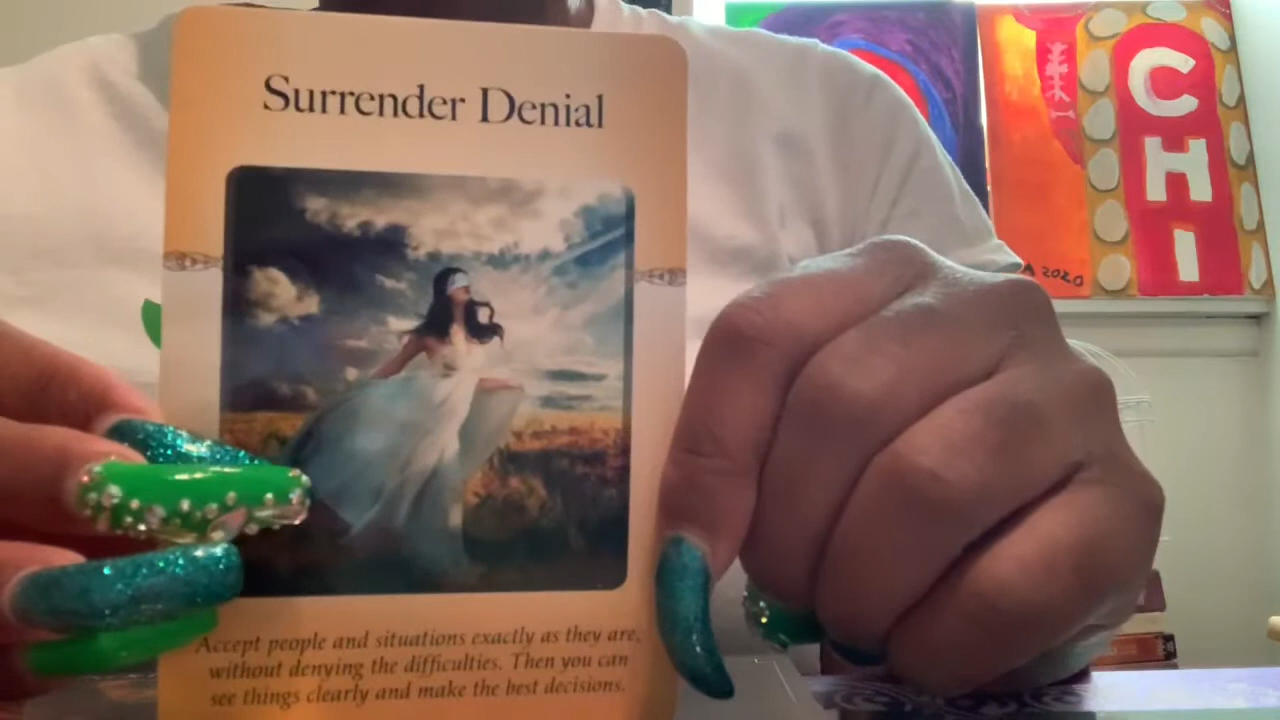 Surrender Denial
Accept people and situations exactly as they are,
without denying the difficulties. Then you can
see things clearly and make the best decisions.
CHI
2020